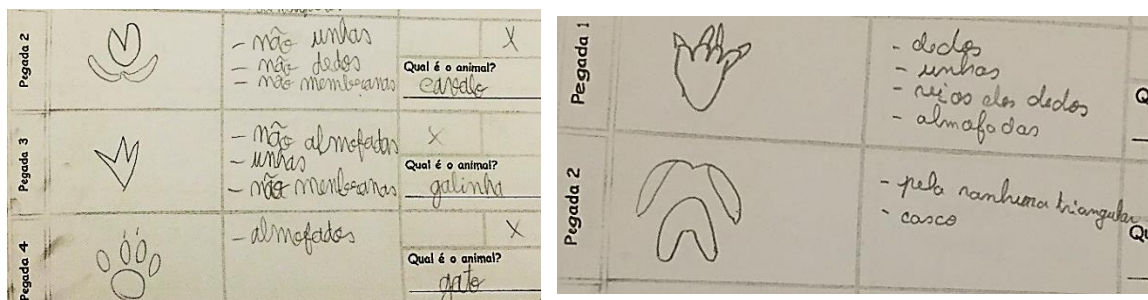 Pegada 2
- não unhas
- não dedos
- não membranas
X
Qual é o animal?
cavalo
Pegada 3
- não almofadas
- unhas
- não menbranas
X
Qual é o animal?
galinha
Pegada 4
- almofadas
X
Qual é o animal?
gato
Pegada 1
- dedos
- unhas
- dos dedos
- almofadas
Pegada 2
- pela ranhura triangular
- casco